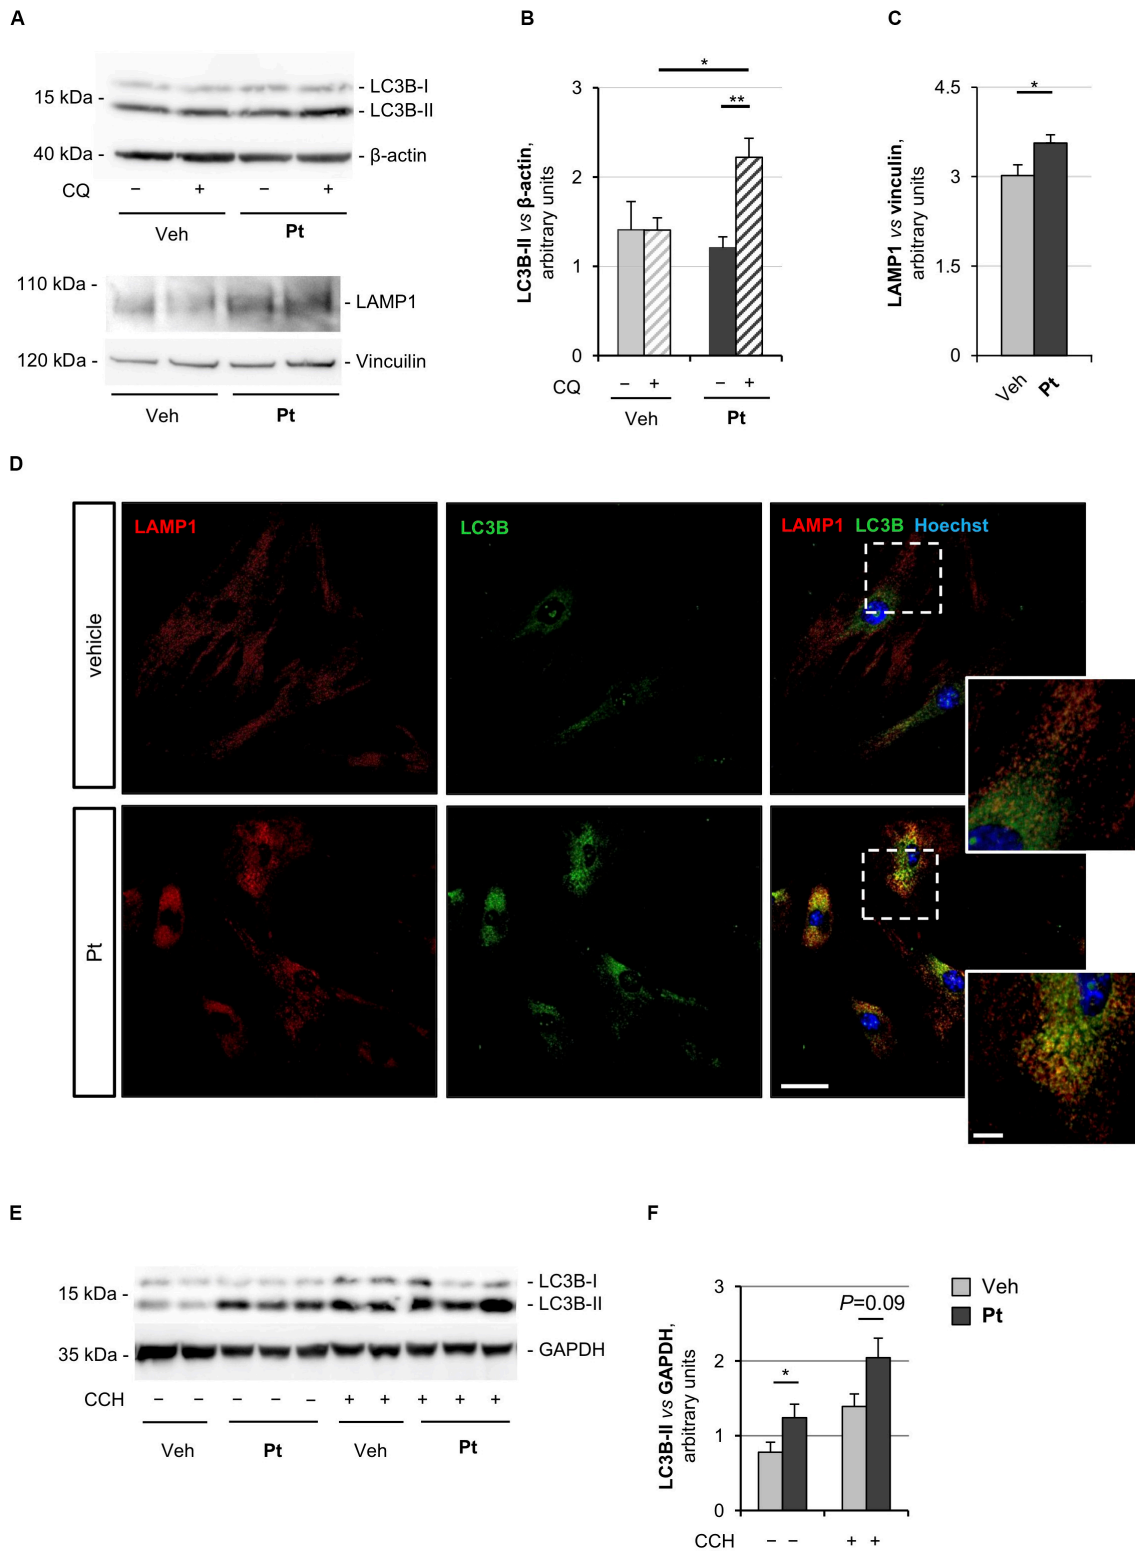 A
15 kDa -
- LC3B-I
- LC3B-II
40 kDa -
- β-actin
CQ − + − +
Veh Pt
110 kDa -
- LAMP1
120 kDa -
- Vincuilin
Veh Pt
B
LC3B-II vs β-actin,
arbitrary units
3
2
1
0
*
**
CQ − + − +
Veh Pt
C
LAMP1 vs vinculin,
arbitrary units
4.5
3
1.5
0
*
Veh Pt
D
vehicle
LAMP1
LC3B
LAMP1 LC3B Hoechst
Pt
E
15 kDa -
- LC3B-I
- LC3B-II
35 kDa -
- GAPDH
CCH − − − − − + + + + +
Veh Pt Veh Pt
F
LC3B-II vs GAPDH,
arbitrary units
3
2
1
0
*
P=0.09
CCH − − + +
Veh
Pt